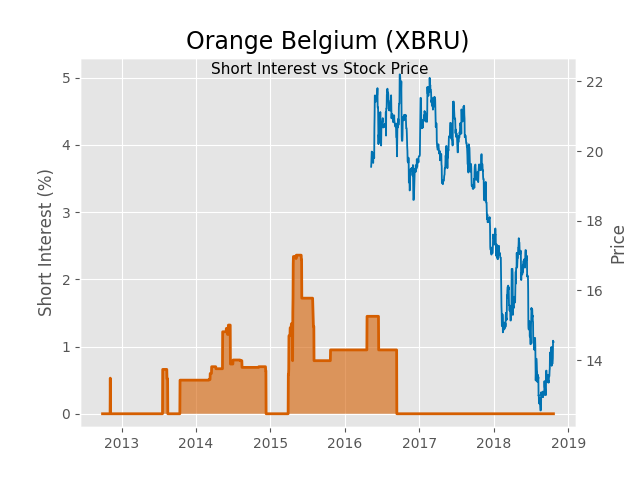 Orange Belgium (XBRU)
Short Interest vs Stock Price
5
4
3
2
1
0
22
20
18
16
14
Short Interest (%)
Price
2013 2014 2015 2016 2017 2018 2019